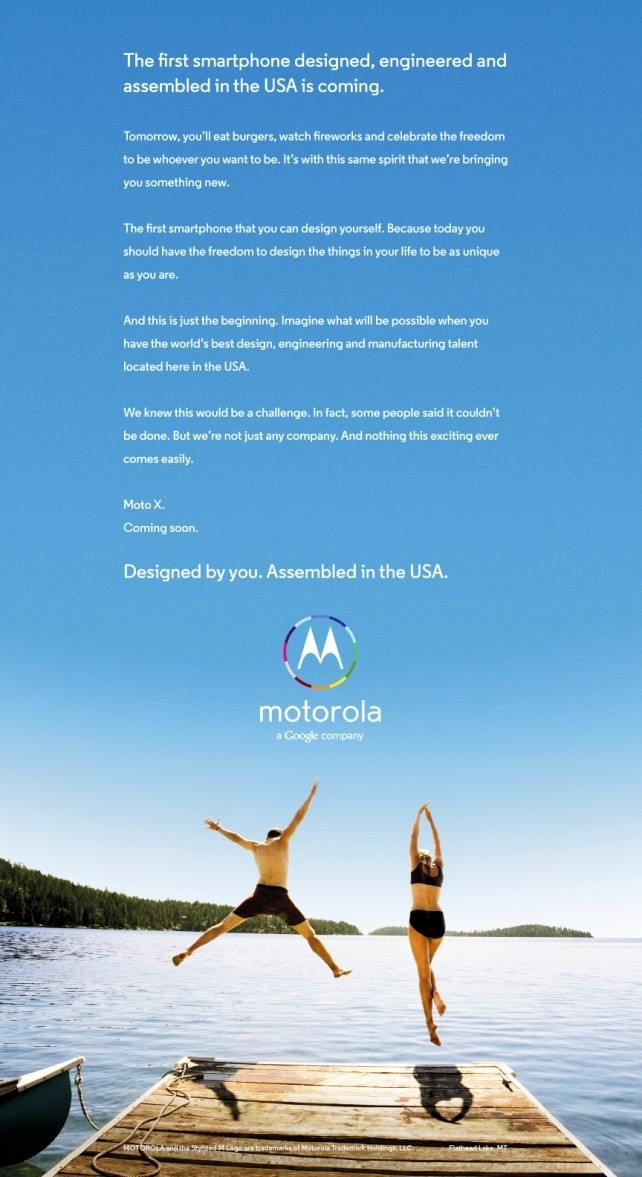 The first smartphone designed, engineered and
assembled in the USA is coming.
Tomorrow, you'll eat burgers, watch fireworks and celebrate the freedom
to be whoever you want to be. It's with this same spirit that we're bringing
you something new.
The first smartphone that you can design yourself. Because today you
should have the freedom to design the things in your life to be as unique
as you are.
And this is just the beginning. Imagine what will be possible when you
have the world's best design, engineering and manufacturing talent
located here in the USA.
We knew this would be a challenge. In fact, some people said it couldn't
be done. But we're not just any company. And nothing this exciting ever
comes easily.
Moto X.
Coming soon.
Designed by you. Assembled in the USA.
motorola
a Google company
MOTOROLA and the Stylized M Logo are trademarks of Motorola Trademark Holdings, LLC. Flathead Lake, MT